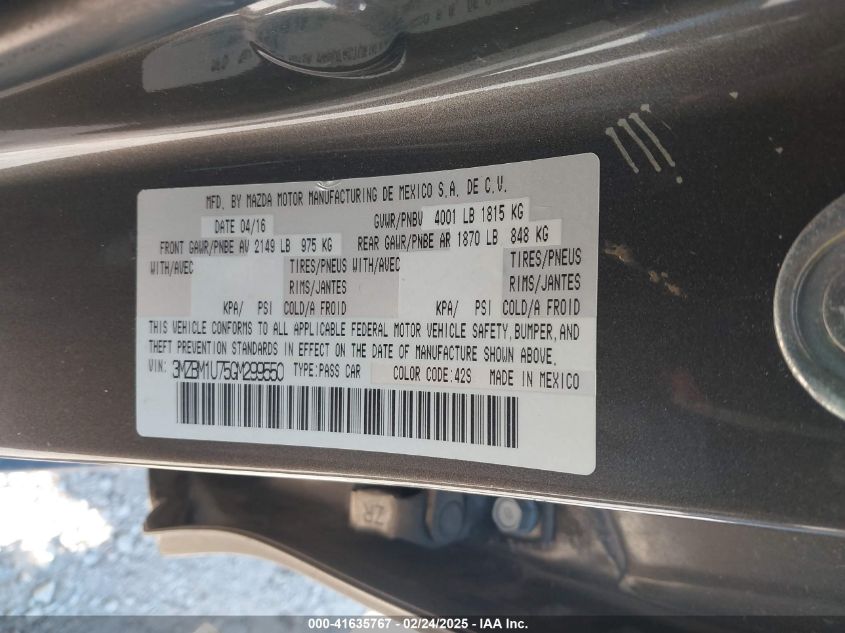 MFD. BY MAZDA MOTOR MANUFACTURING DE MEXICO S.A. DE C.V.
DATE 04/16 GVWR/PNBV 4001 LB 1815 KG
FRONT GAWR/PNBE AV 2149 LB 975 KG REAR GAWR/PNBE AR 1870 LB 848 KG
WITH/AVEC TIRES/PNEUS WITH/AVEC TIRES/PNEUS
RIMS/JANTES RIMS/JANTES
KPA/ PSI COLD/A FROID KPA/ PSI COLD/A FROID
THIS VEHICLE CONFORMS TO ALL APPLICABLE FEDERAL MOTOR VEHICLE SAFETY, BUMPER, AND
THEFT PREVENTION STANDARDS IN EFFECT ON THE DATE OF MANUFACTURE SHOWN ABOVE.
VIN: 3MZBM1U75GM299550 TYPE:PASS CAR COLOR CODE:42S MADE IN MEXICO
ZR
000-41635767 - 02/24/2025 - IAA Inc.